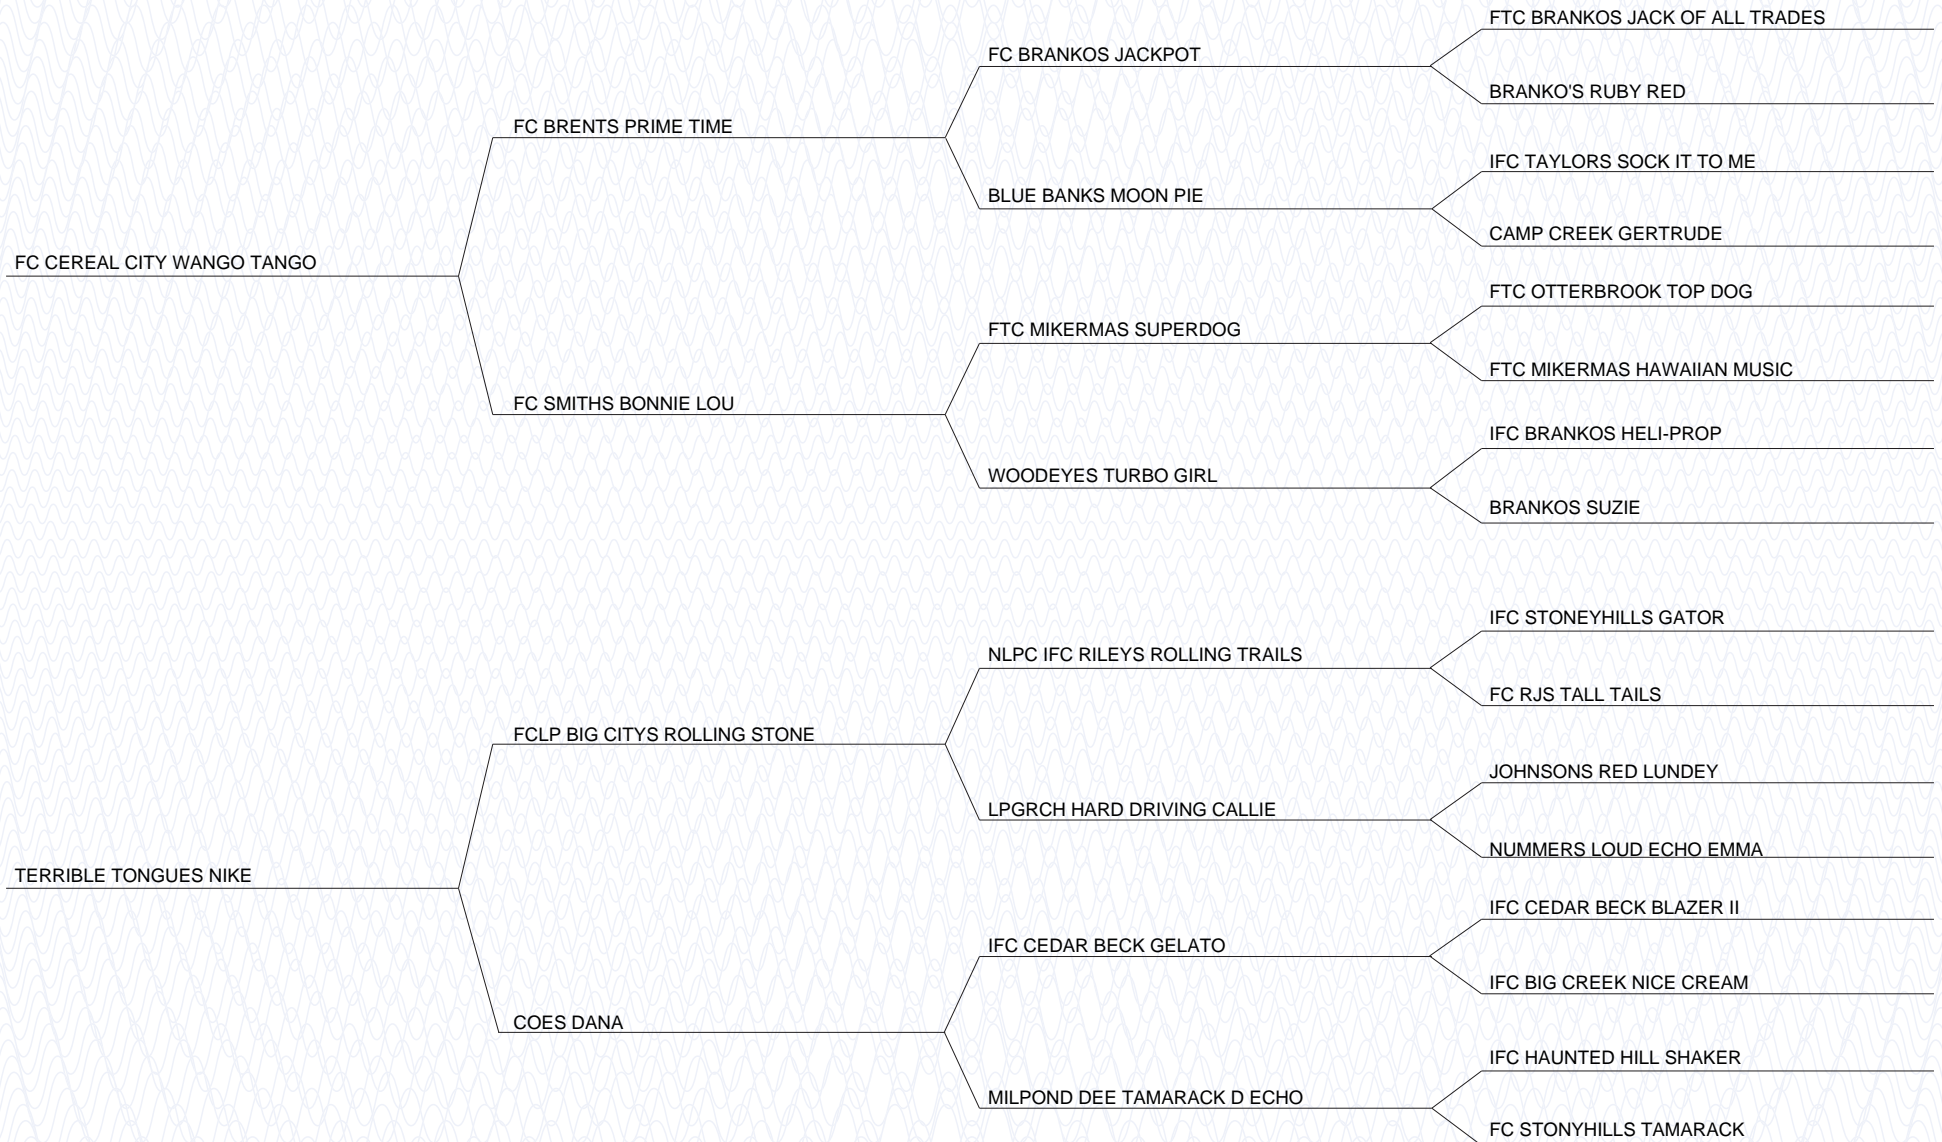 FTC BRANKOS JACK OF ALL TRADES
FC BRANKOS JACKPOT
BRANKO'S RUBY RED
FC BRENTS PRIME TIME
IFC TAYLORS SOCK IT TO ME
BLUE BANKS MOON PIE
CAMP CREEK GERTRUDE
FC CEREAL CITY WANGO TANGO
FTC OTTERBROOK TOP DOG
FTC MIKERMAS SUPERDOG
FTC MIKERMAS HAWAIIAN MUSIC
FC SMITHS BONNIE LOU
IFC BRANKOS HELI-PROP
WOODEYES TURBO GIRL
BRANKOS SUZIE
IFC STONEYHILLS GATOR
NLPC IFC RILEYS ROLLING TRAILS
FC RJS TALL TAILS
FCLP BIG CITYS ROLLING STONE
JOHNSONS RED LUNDEY
LPGRCH HARD DRIVING CALLIE
NUMMERS LOUD ECHO EMMA
TERRIBLE TONGUES NIKE
IFC CEDAR BECK BLAZER II
IFC CEDAR BECK GELATO
IFC BIG CREEK NICE CREAM
COES DANA
IFC HAUNTED HILL SHAKER
MILPOND DEE TAMARACK D ECHO
FC STONYHILLS TAMARACK